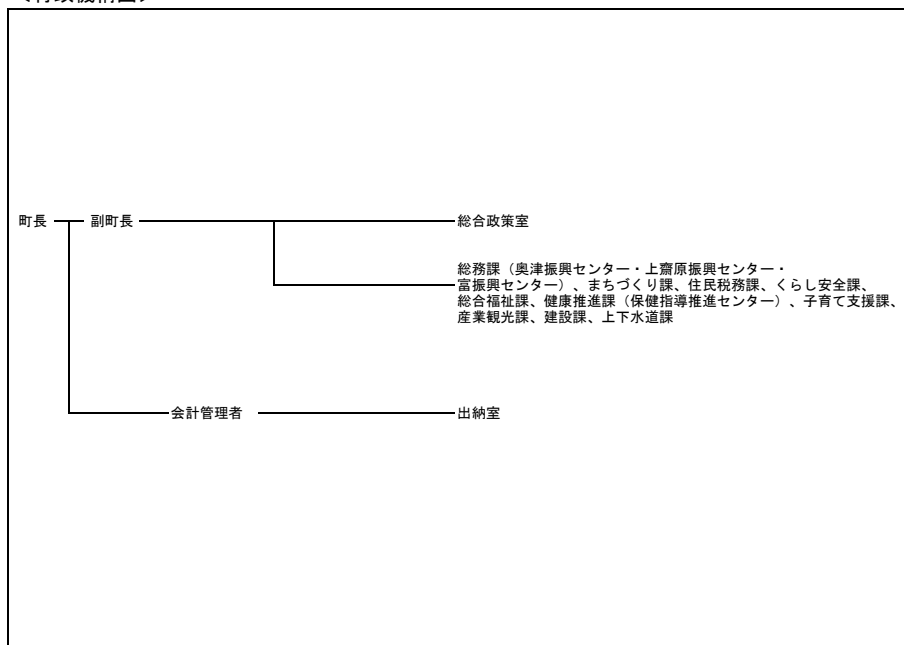 町長 副町長 総合政策室
総務課（奥津振興センター・上齋原振興センター・
富振興センター）、まちづくり課、住民税務課、くらし安全課、
総合福祉課、健康推進課（保健指導推進センター）、子育て支援課、
産業観光課、建設課、上下水道課
会計管理者 出納室